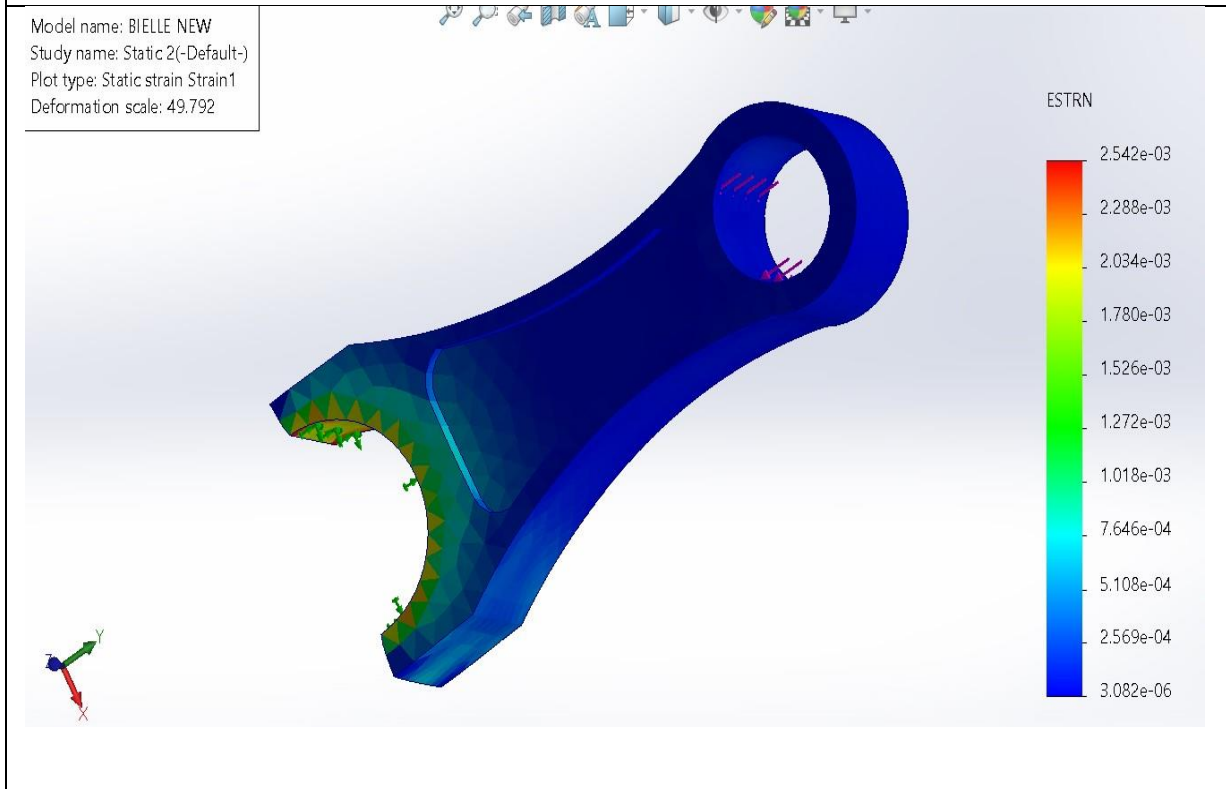 Model name: BIELLE NEW
Study name: Static 2(-Default-)
Plot type: Static strain Strain1
Deformation scale: 49.792
ESTRN
2.542e-03
2.288e-03
2.034e-03
1.780e-03
1.526e-03
1.272e-03
1.018e-03
7.646e-04
5.108e-04
2.569e-04
3.082e-06
Y
Z
X